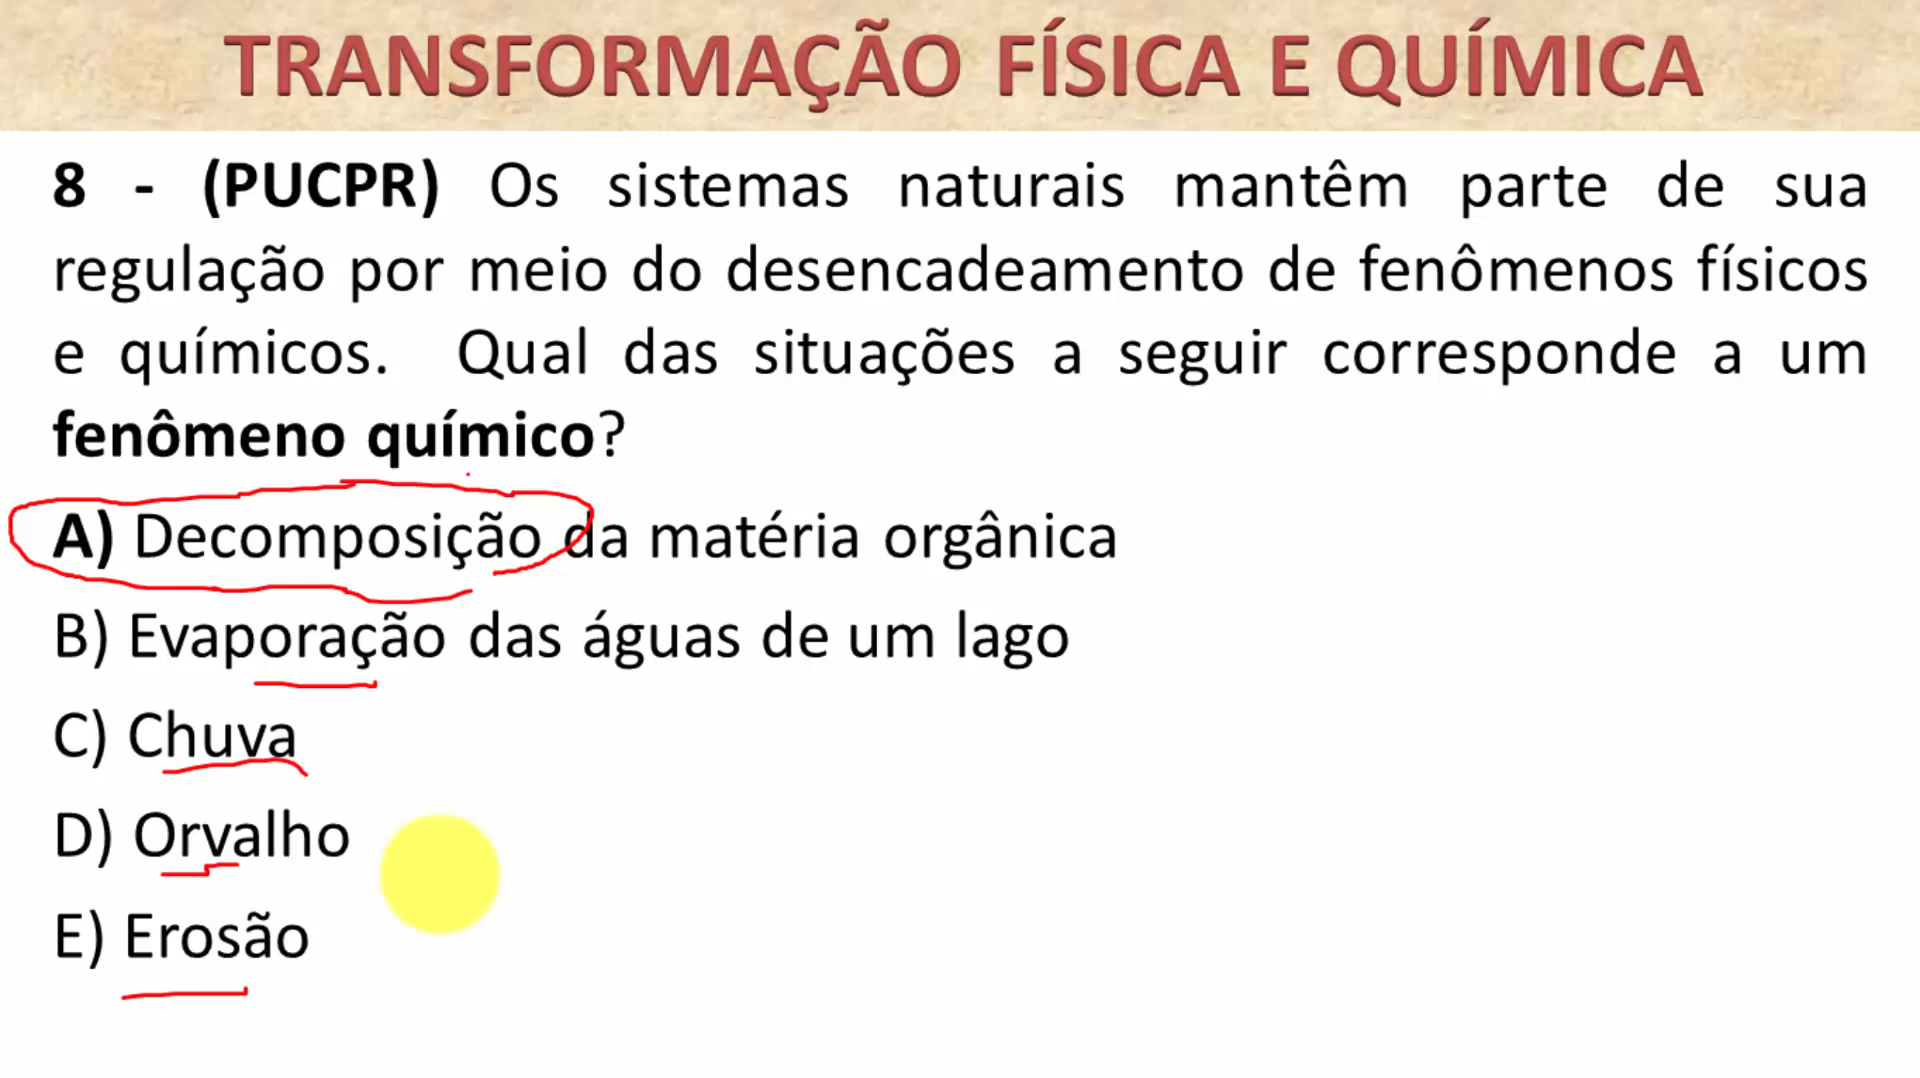 TRANSFORMAÇÃO FÍSICA E QUÍMICA
8 - (PUCPR) Os sistemas naturais mantêm parte de sua
regulação por meio do desencadeamento de fenômenos físicos
e químicos. Qual das situações a seguir corresponde a um
fenômeno químico?
A) Decomposição da matéria orgânica
B) Evaporação das águas de um lago
C) Chuva
D) Orvalho
E) Erosão